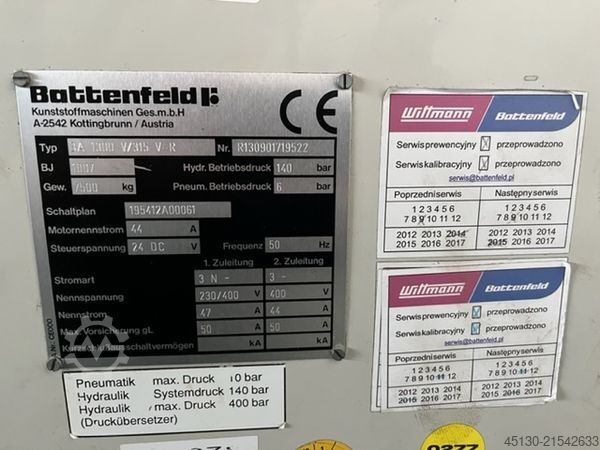 Battenfeld
Kunststoffmaschinen Ges.m.b.H
A-2542 Kottingbrunn / Austria
CE
Typ V/315 Nr. R130901719522
BJ Hydr. Betriebsdruck 140 bar
Gew. 7500 kg Pneum. Betriebsdruck 6 bar
Schaltplan 195412A00061
Motornennstrom 44 A
Steuerspannung 24 DC V Frequenz 50 Hz
1. Zuleitung 2. Zuleitung
Stromart 3 N ~ 3 ~
Nennspannung 230/400 V 400 V
Nennstrom 47 A 44 A
Max. Vorsicherung gL 50 A 50 A
Kurzschlußausschaltvermögen kA kA
Pneumatik max. Druck 10 bar
Hydraulik Systemdruck 140 bar
Hydraulik max. Druck 400 bar
(Druckübersetzer)
Wittmann Battenfeld
Serwis prewencyjny X przeprowadzono
Serwis kalibracyjny X przeprowadzono
serwis@battenfeld.pl
Poprzedni serwis Następny serwis
1 2 3 4 5 6 1 2 3 4 5 6
7 8 9 10 11 12 7 8 9 10 11 12
2012 2013 2014 2012 2013 2014
2015 2016 2017 2015 2016 2017
Wittmann Battenfeld
Serwis prewencyjny X przeprowadzono
Serwis kalibracyjny X przeprowadzono
serwis@battenfeld.pl
Poprzedni serwis Następny serwis
1 2 3 4 5 6 1 2 3 4 5 6
7 8 9 10 11 12 7 8 9 10 11 12
2012 2013 2014 2012 2013 2014
2015 2016 2017 2015 2016 2017
45130-21542633